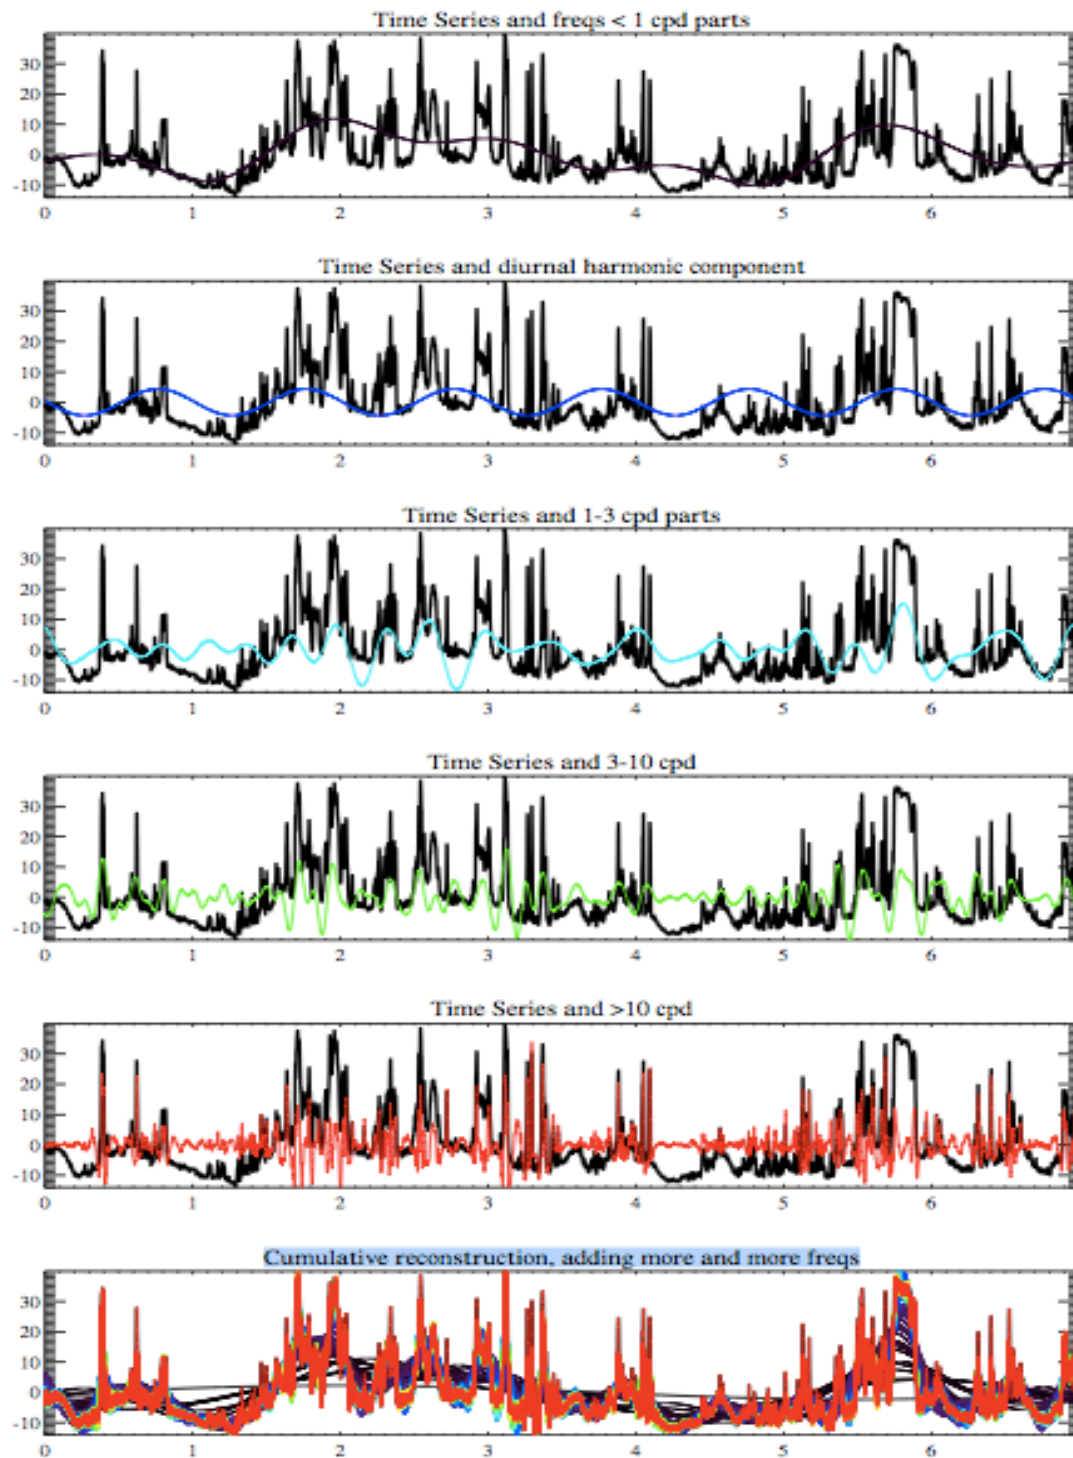 Time Series and freqs < 1 cpd parts
30
20
10
0
-10
0 1 2 3 4 5 6
Time Series and diurnal harmonic component
30
20
10
0
-10
0 1 2 3 4 5 6
Time Series and 1-3 cpd parts
30
20
10
0
-10
0 1 2 3 4 5 6
Time Series and 3-10 cpd
30
20
10
0
-10
0 1 2 3 4 5 6
Time Series and >10 cpd
30
20
10
0
-10
0 1 2 3 4 5 6
Cumulative reconstruction, adding more and more freqs
30
20
10
0
-10
0 1 2 3 4 5 6